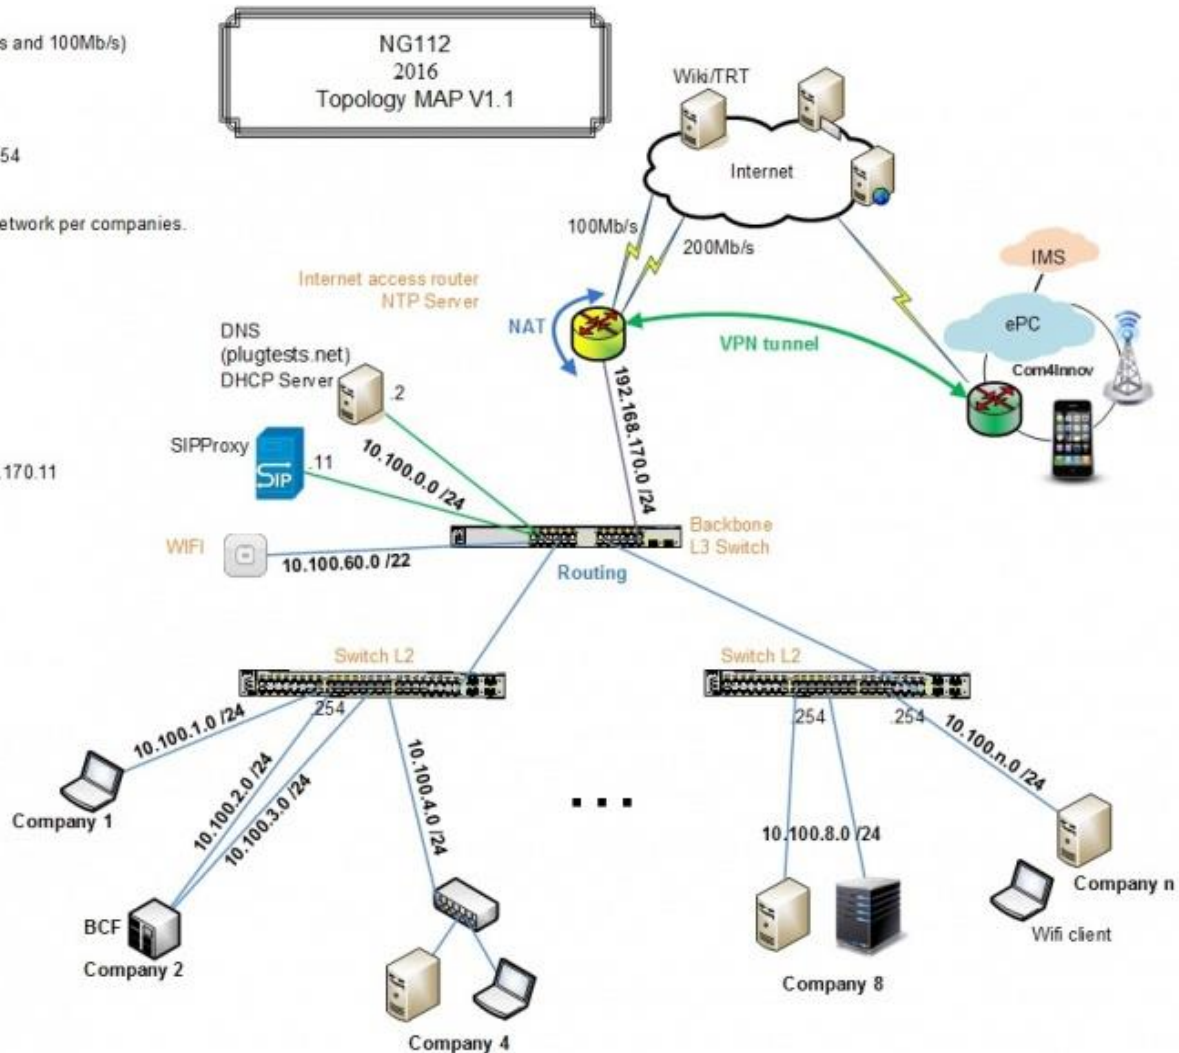 s and 100Mb/s)
54
etwork per companies.
.170.11
NG112
2016
Topology MAP V1.1
Wiki/TRT
Internet
100Mb/s
200Mb/s
IMS
ePC
Com4Innov
Internet access router
NTP Server
NAT
VPN tunnel
DNS
(plugtests.net)
DHCP Server
.2
192.168.170.0 /24
SIPProxy
SIP
.11
10.100.0.0 /24
WIFI
10.100.60.0 /22
Backbone
L3 Switch
Routing
Switch L2
Switch L2
.254
.254
.254
10.100.1.0 /24
10.100.2.0 /24
10.100.3.0 /24
10.100.4.0 /24
10.100.n.0 /24
10.100.8.0 /24
...
Company 1
BCF
Company 2
Company 4
Company 8
Company n
Wifi client